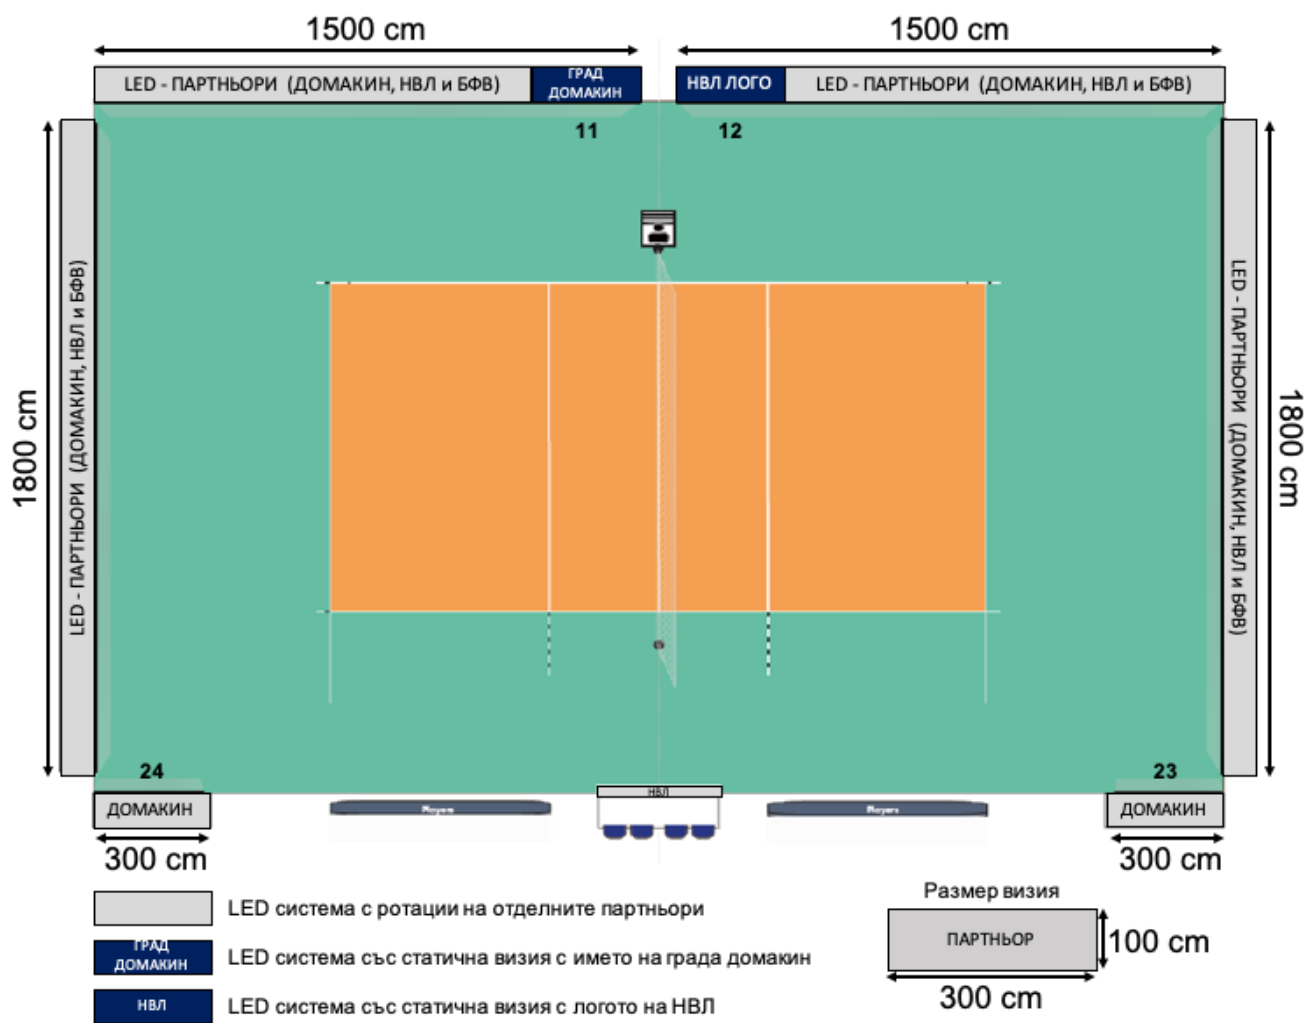 1500 cm
1500 cm
LED - ПАРТНЬОРИ (ДОМАКИН, НВЛ и БФВ)
ГРАД
ДОМАКИН
НВЛ ЛОГО
LED - ПАРТНЬОРИ (ДОМАКИН, НВЛ и БФВ)
11
12
1800 cm
LED - ПАРТНЬОРИ (ДОМАКИН, НВЛ и БФВ)
LED - ПАРТНЬОРИ (ДОМАКИН, НВЛ и БФВ)
1800 cm
24
23
ДОМАКИН
Players
НВЛ
Players
ДОМАКИН
300 cm
300 cm
LED система с ротации на отделните партньори
ГРАД
ДОМАКИН
LED система със статична визия с името на града домакин
НВЛ
LED система със статична визия с логото на НВЛ
Размер визия
ПАРТНЬОР
100 cm
300 cm